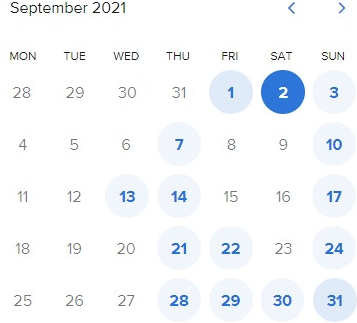 September 2021
MON TUE WED THU FRI SAT SUN
28 29 30 31 1 2 3
4 5 6 7 8 9 10
11 12 13 14 15 16 17
18 19 20 21 22 23 24
25 26 27 28 29 30 31